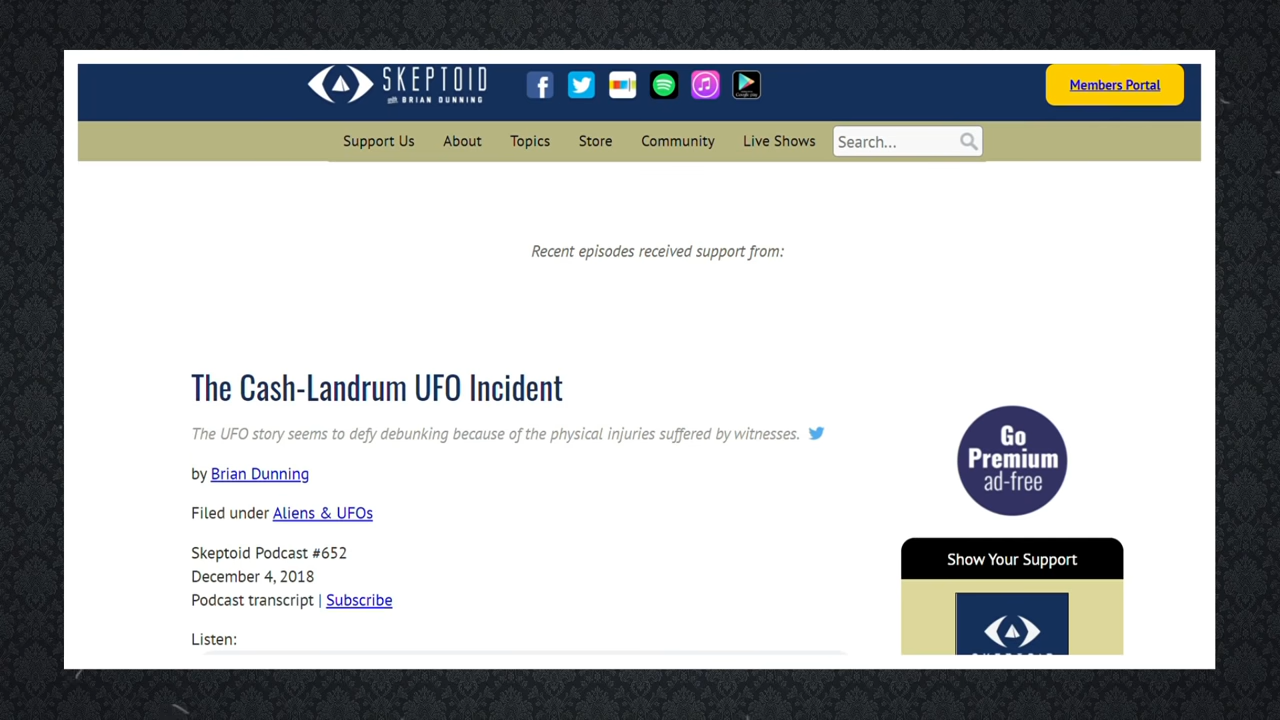 SKEPTOID
with BRIAN DUNNING
Members Portal
Support Us About Topics Store Community Live Shows Search...
Recent episodes received support from:
The Cash-Landrum UFO Incident
The UFO story seems to defy debunking because of the physical injuries suffered by witnesses.
by Brian Dunning
Filed under Aliens & UFOs
Skeptoid Podcast #652
December 4, 2018
Podcast transcript | Subscribe
Listen:
Go
Premium
ad-free
Show Your Support